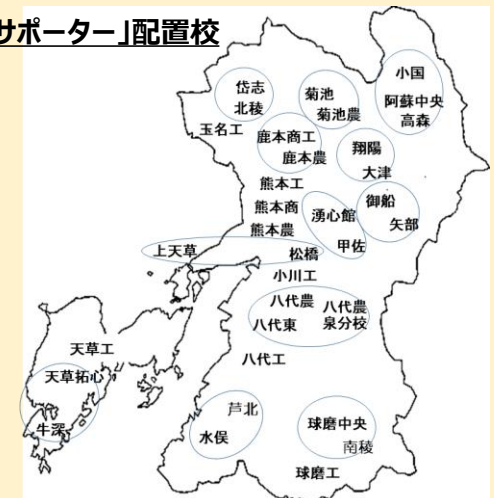 サポーター」配置校
小国
阿蘇中央
高森
岱志
北稜
菊池
菊池農
玉名工
鹿本商工
鹿本農
翔陽
大津
熊本工
熊本商
熊本農
湧心館
甲佐
御船
矢部
上天草
松橋
小川工
八代農
八代東
八代農
泉分校
八代工
天草工
天草拓心
牛深
芦北
水俣
球磨中央
南稜
球磨工